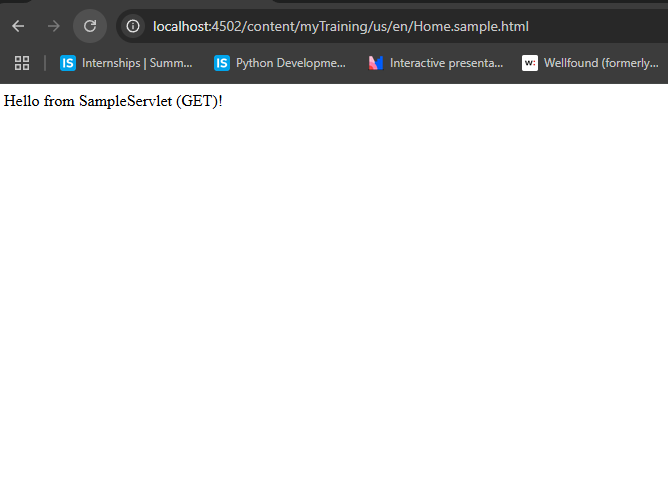 localhost:4502/content/myTraining/us/en/Home.sample.html
IS Internships | Summ... IS Python Developme... Interactive presenta... w: Wellfound (formerly...
Hello from SampleServlet (GET)!